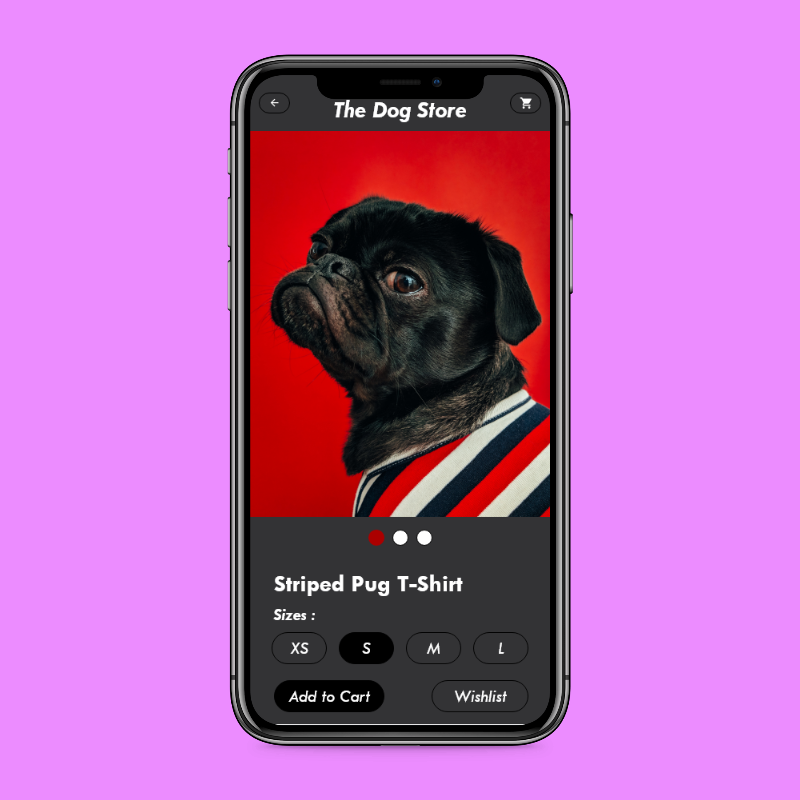 The Dog Store
Striped Pug T-Shirt
Sizes :
XS S M L
Add to Cart Wishlist